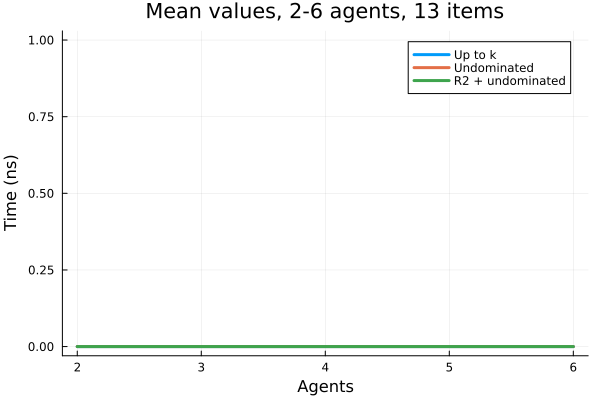 Mean values, 2-6 agents, 13 items
1.00
Up to k
Undominated
R2 + undominated
0.75
0.50
0.25
0.00
2 3 4 5 6
Agents
Time (ns)